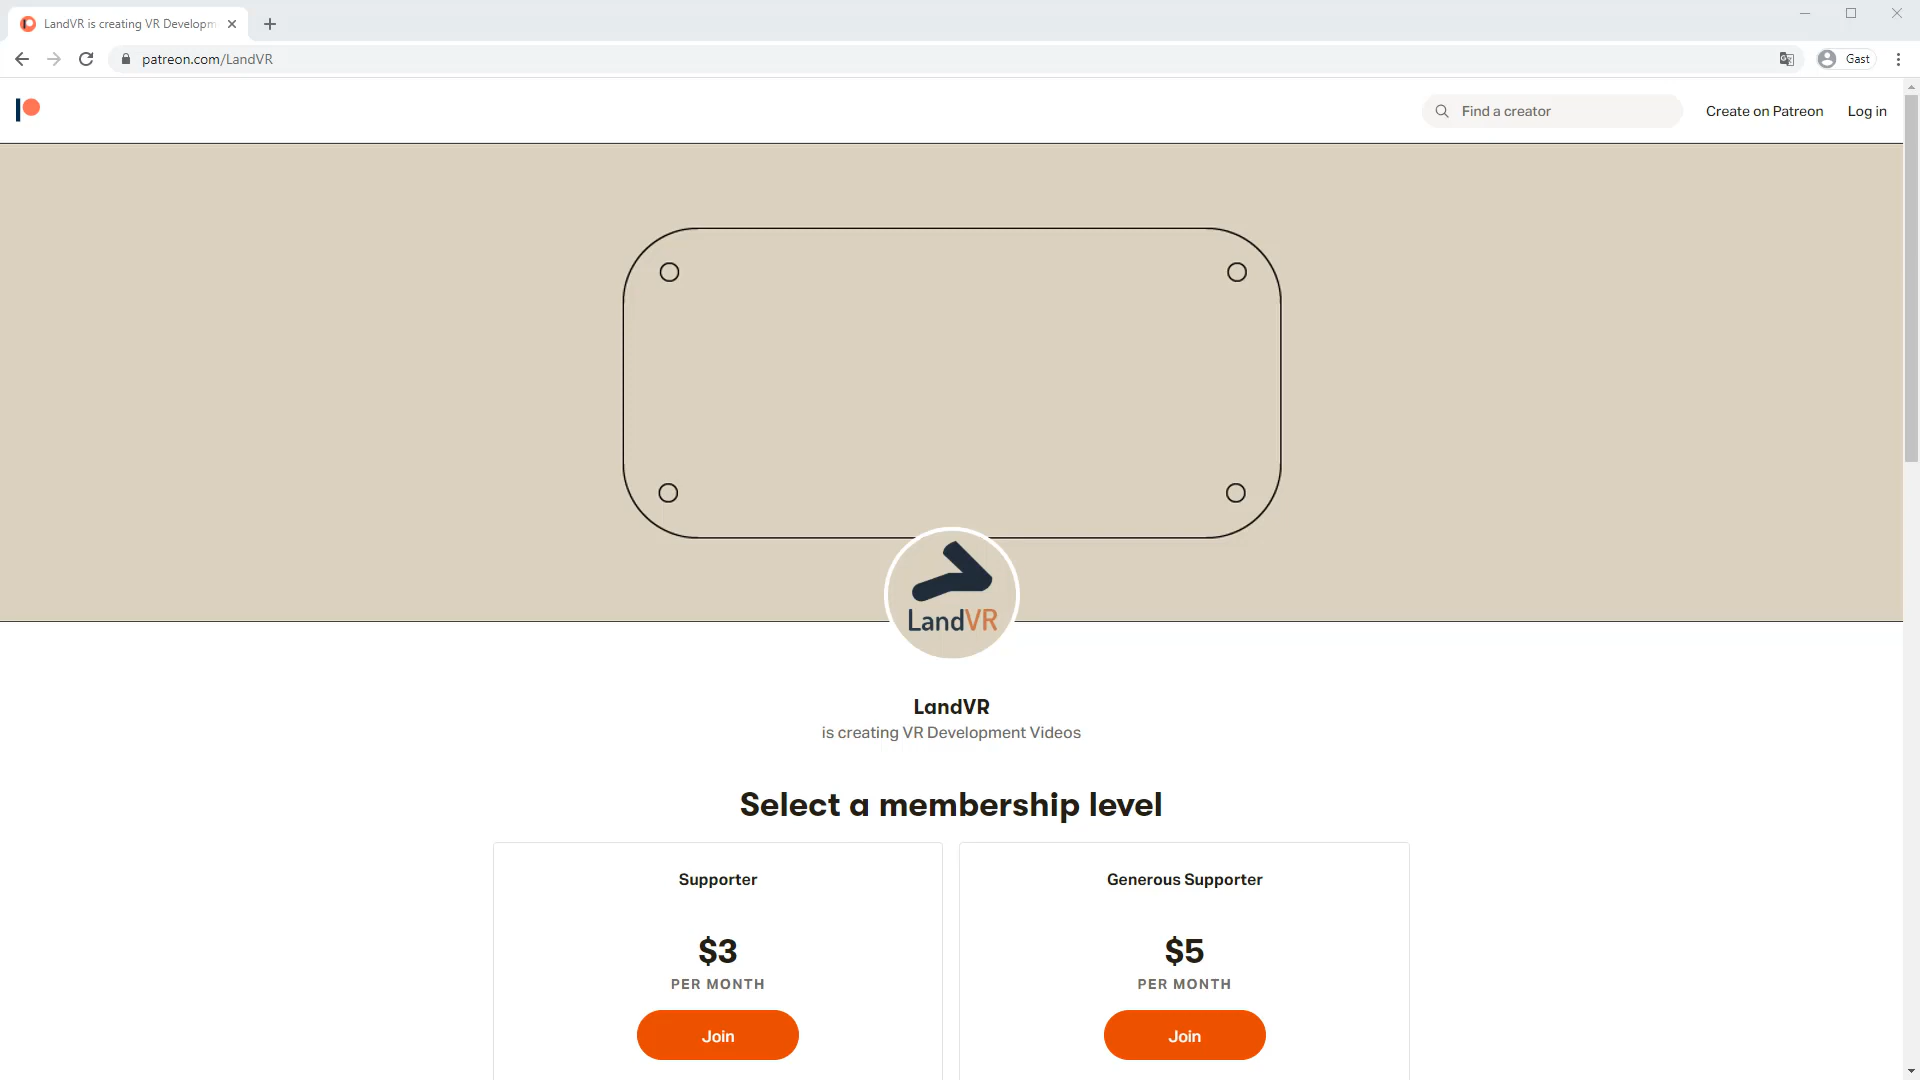 LandVR is creating VR Developm
patreon.com/LandVR
Gast
Find a creator
Create on Patreon
Log in
LandVR
LandVR
is creating VR Development Videos
Select a membership level
Supporter
$3
PER MONTH
Join
Generous Supporter
$5
PER MONTH
Join